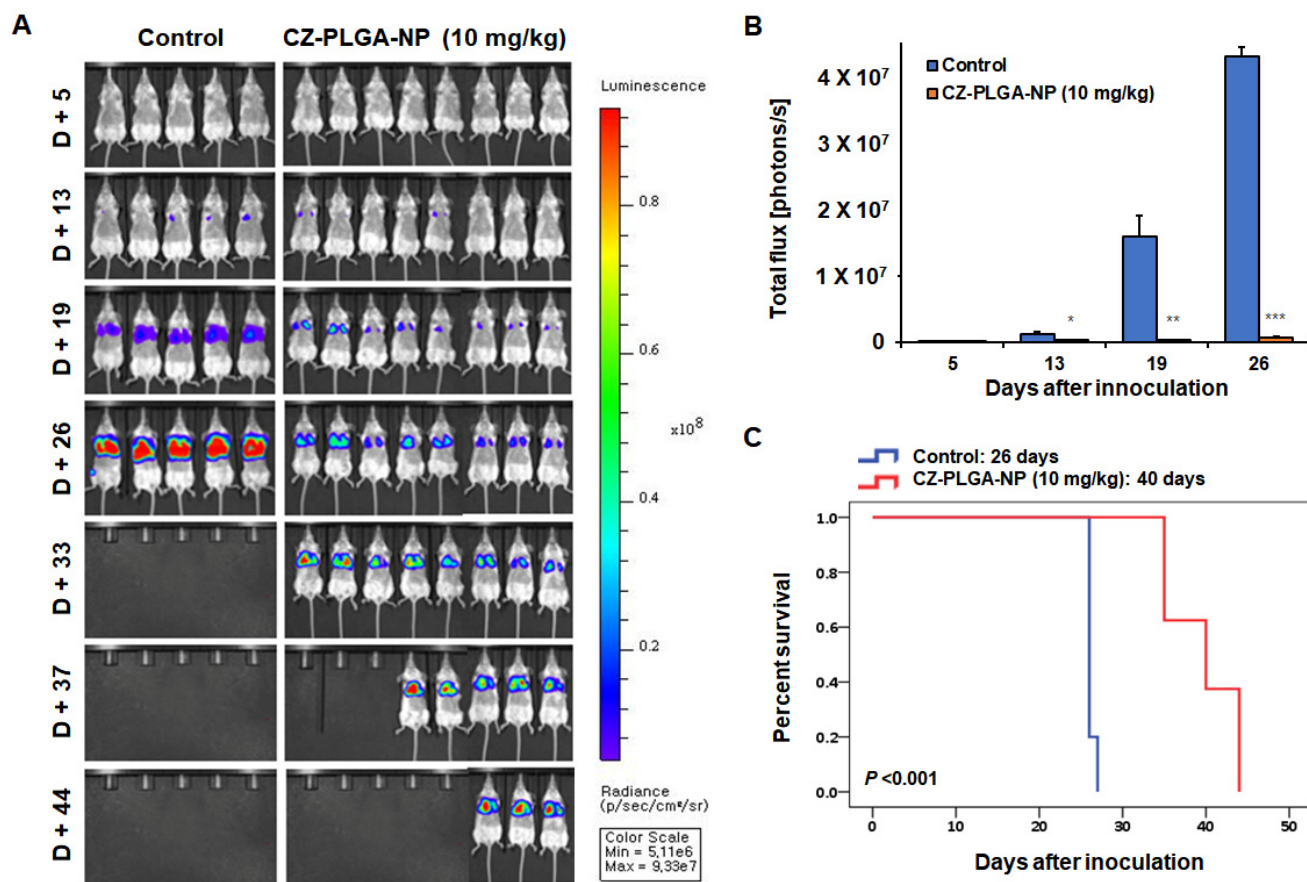 A
Control
CZ-PLGA-NP (10 mg/kg)
D + 5
D + 13
D + 19
D + 26
D + 33
D + 37
D + 44
Luminescence
0.8
0.6
x10⁸
0.4
0.2
Radiance
(p/sec/cm²/sr)
Color Scale
Min = 5,11e6
Max = 9,33e7
B
Control
CZ-PLGA-NP (10 mg/kg)
Total flux [photons/s]
4 X 10⁷
3 X 10⁷
2 X 10⁷
1 X 10⁷
0
*
**
***
5 13 19 26
Days after innoculation
C
Control: 26 days
CZ-PLGA-NP (10 mg/kg): 40 days
Percent survival
1.0
0.8
0.6
0.4
0.2
0.0
P <0.001
0 10 20 30 40 50
Days after inoculation